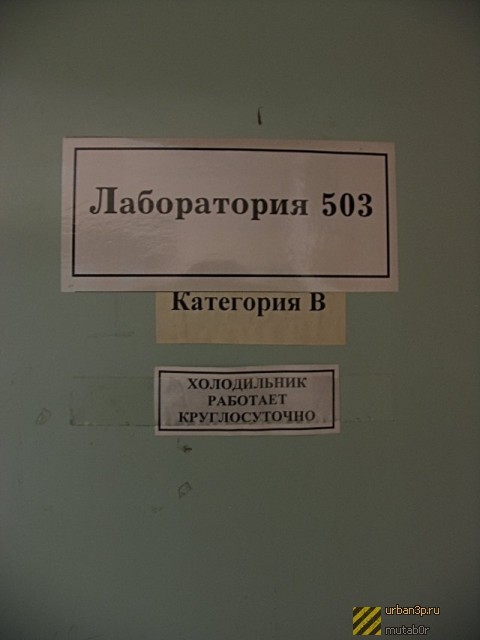 Лаборатория 503
Категория В
ХОЛОДИЛЬНИК
РАБОТАЕТ
КРУГЛОСУТОЧНО
urban3p.ru
mutab0r